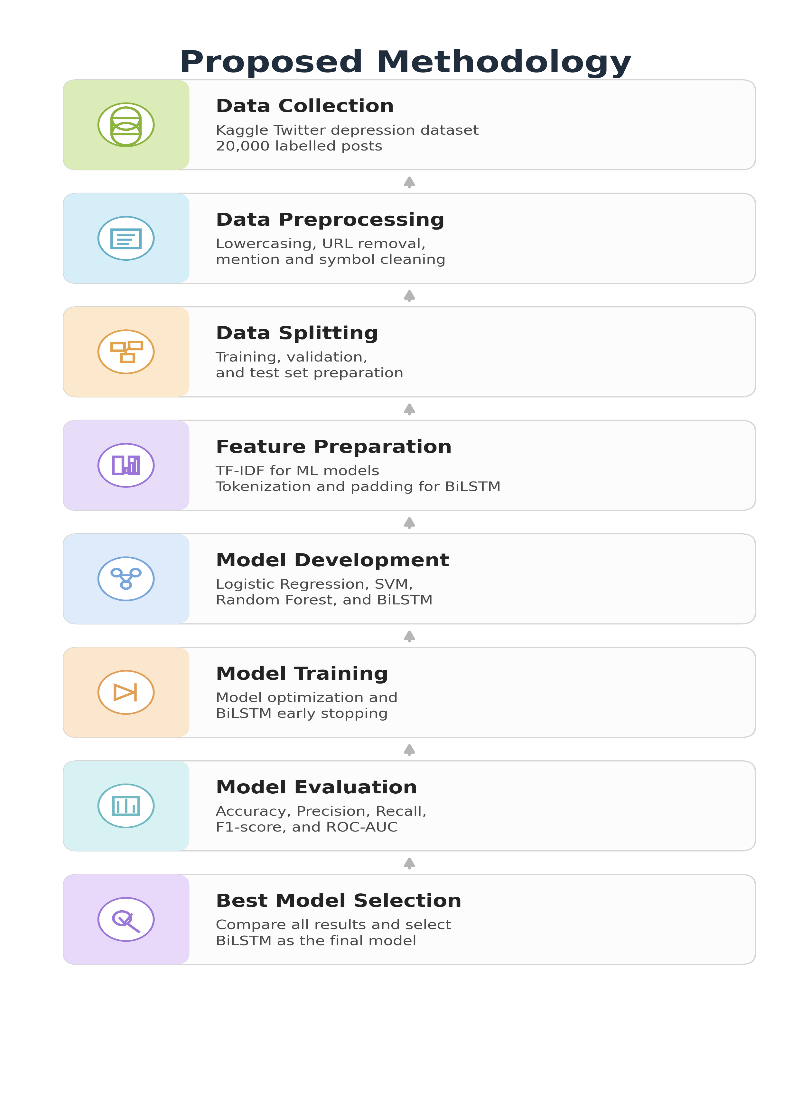 Proposed Methodology
Data Collection
Kaggle Twitter depression dataset
20,000 labelled posts
Data Preprocessing
Lowercasing, URL removal,
mention and symbol cleaning
Data Splitting
Training, validation,
and test set preparation
Feature Preparation
TF-IDF for ML models
Tokenization and padding for BiLSTM
Model Development
Logistic Regression, SVM,
Random Forest, and BiLSTM
Model Training
Model optimization and
BiLSTM early stopping
Model Evaluation
Accuracy, Precision, Recall,
F1-score, and ROC-AUC
Best Model Selection
Compare all results and select
BiLSTM as the final model